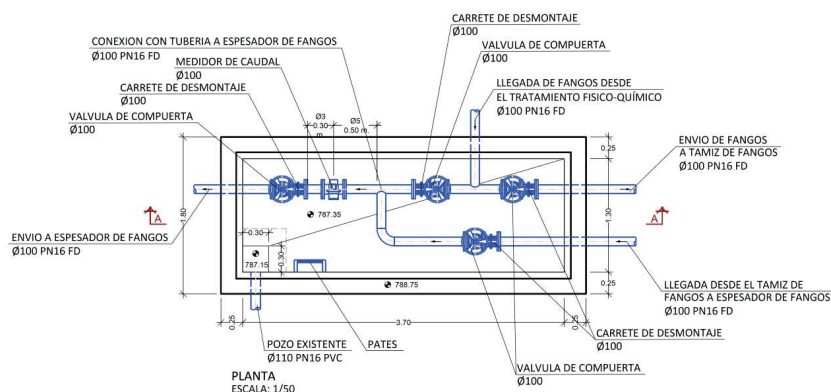 CARRETE DE DESMONTAJE
Ø100
CONEXION CON TUBERIA A ESPESADOR DE FANGOS
Ø100 PN16 FD
VALVULA DE COMPUERTA
Ø100
MEDIDOR DE CAUDAL
Ø100
LLEGADA DE FANGOS DESDE
EL TRATAMIENTO FISICO-QUÍMICO
Ø100 PN16 FD
CARRETE DE DESMONTAJE
Ø100
VALVULA DE COMPUERTA
Ø100
Ø3
0.30
m.
Ø5
0.50 m.
0.25
ENVIO DE FANGOS
A TAMIZ DE FANGOS
Ø100 PN16 FD
1.80
1.30
A
A
787.35
0.30
0.30
787.15
788.75
ENVIO A ESPESADOR DE FANGOS
Ø100 PN16 FD
0.25
LLEGADA DESDE EL TAMIZ DE
FANGOS A ESPESADOR DE FANGOS
Ø100 PN16 FD
0.25
3.70
0.25
CARRETE DE DESMONTAJE
Ø100
POZO EXISTENTE
Ø110 PN16 PVC
PATES
VALVULA DE COMPUERTA
Ø100
PLANTA
ESCALA: 1/50